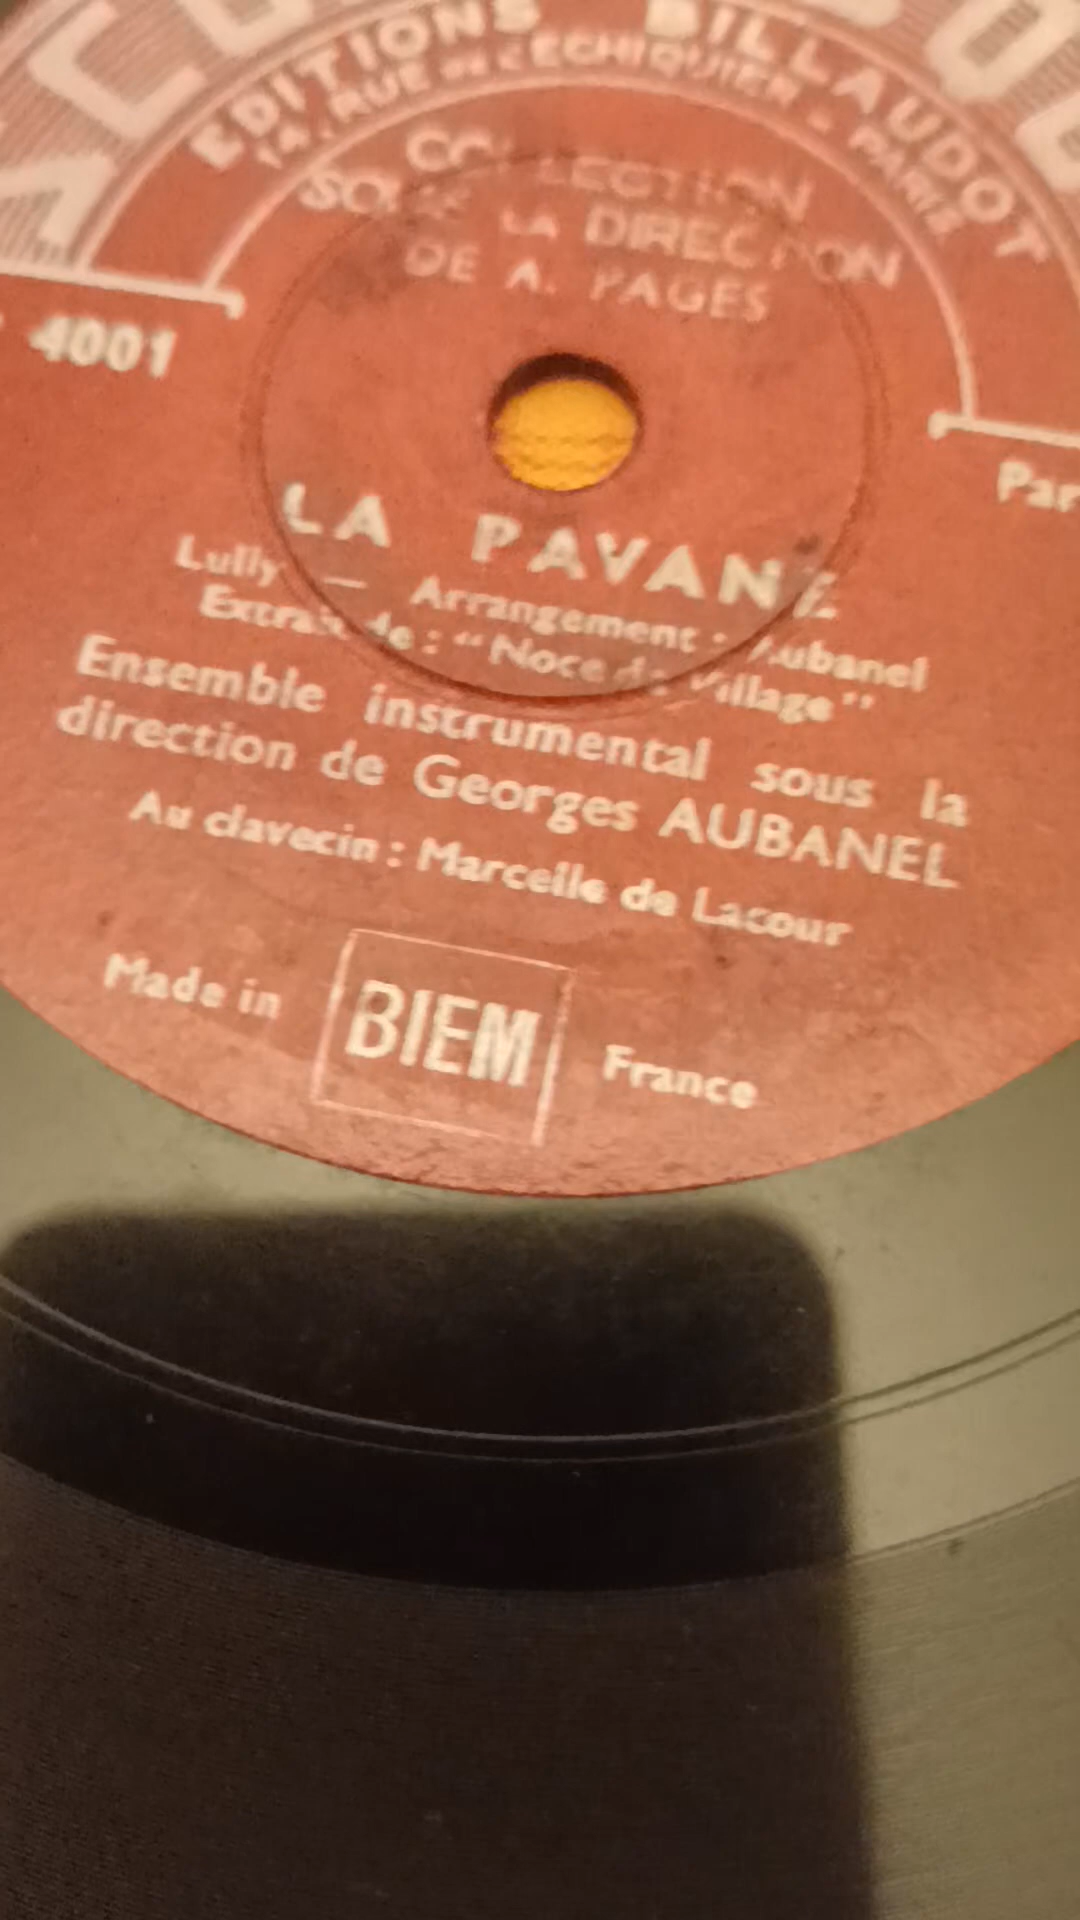 EDITIONS BILLAUDOT
14, RUE DE L'ECHIQUIER - PARIS
COLLECTION
SOUS LA DIRECTION
DE A. PAGES
4001
Par
LA PAVANE
Lully — Arrangement : Aubanel
Extrait de : "Noce de Village"
Ensemble instrumental sous la
direction de Georges AUBANEL
Au clavecin : Marcelle de Lacour
Made in BIEM France